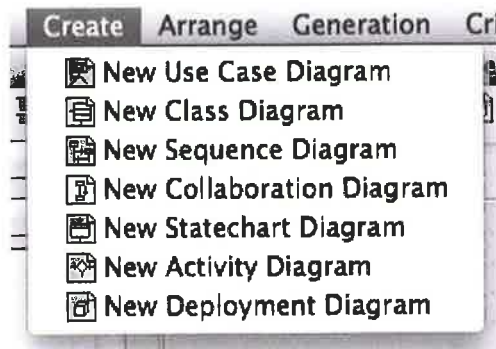 Create Arrange Generation
New Use Case Diagram
New Class Diagram
New Sequence Diagram
New Collaboration Diagram
New Statechart Diagram
New Activity Diagram
New Deployment Diagram